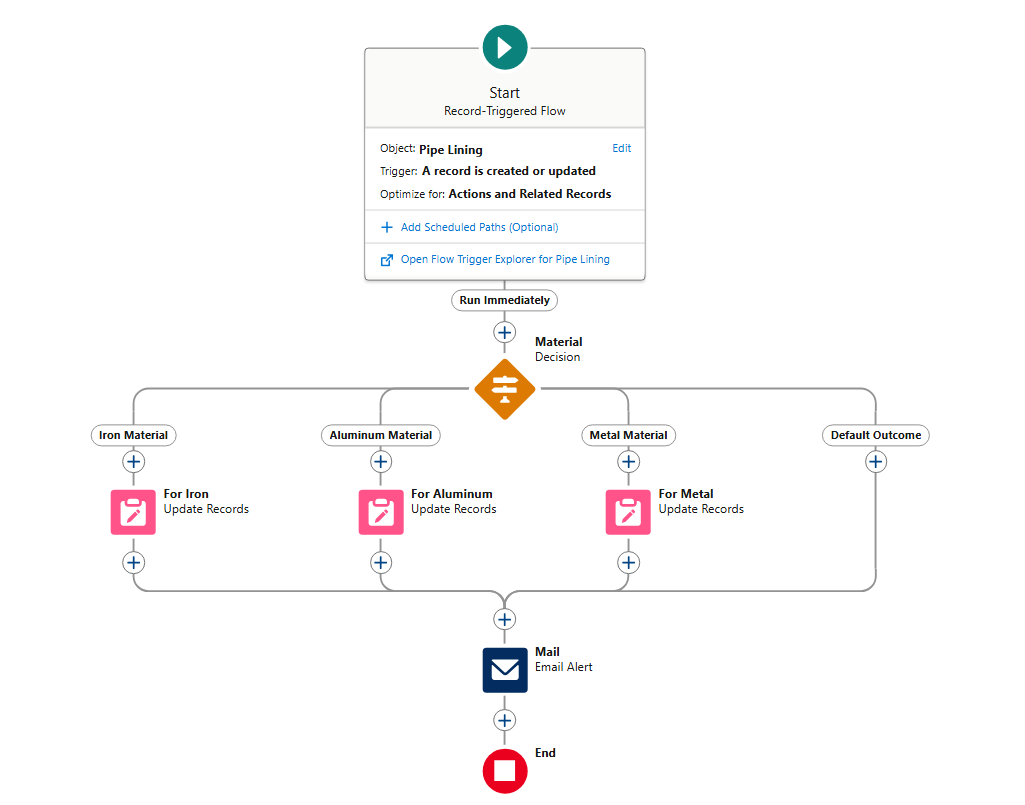 Start
Record-Triggered Flow
Object: Pipe Lining Edit
Trigger: A record is created or updated
Optimize for: Actions and Related Records
Add Scheduled Paths (Optional)
Open Flow Trigger Explorer for Pipe Lining
Run Immediately
Material
Decision
Iron Material
Aluminum Material
Metal Material
Default Outcome
For Iron
Update Records
For Aluminum
Update Records
For Metal
Update Records
Mail
Email Alert
End